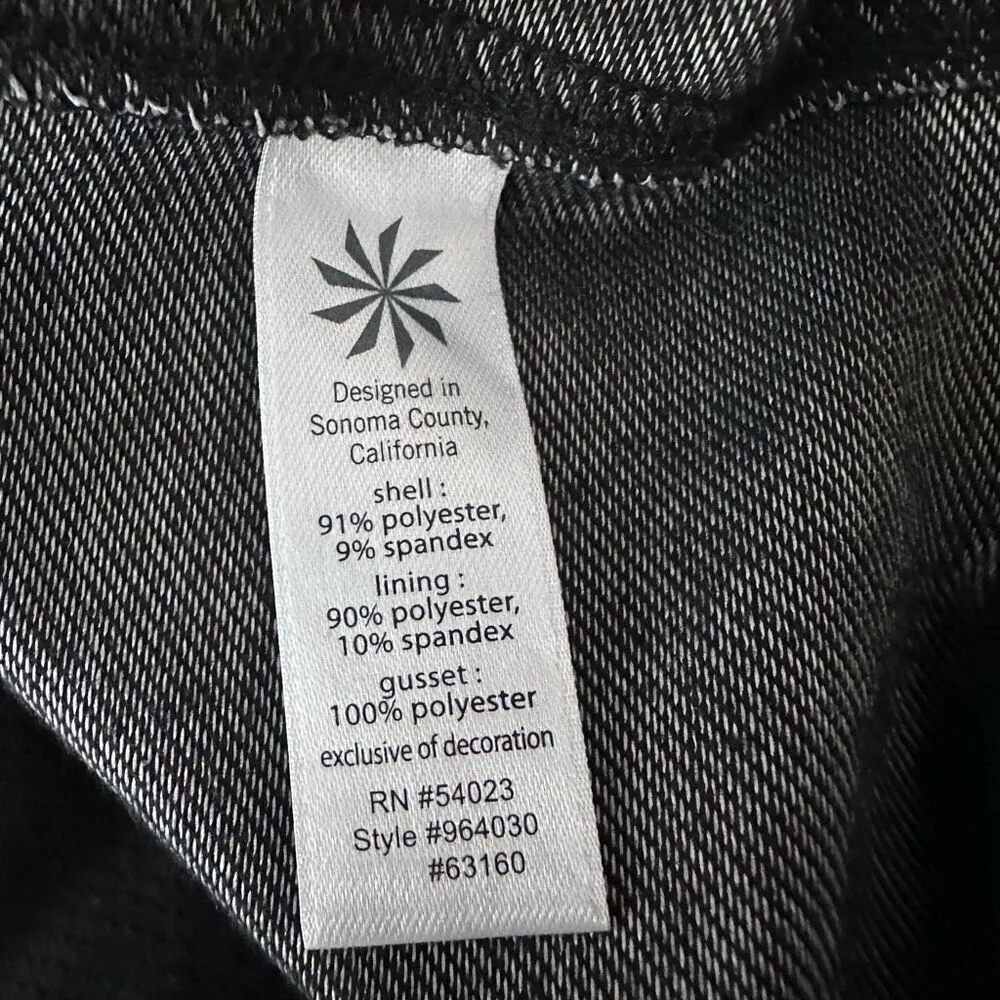 Designed in
Sonoma County,
California
shell :
91% polyester,
9% spandex
lining :
90% polyester,
10% spandex
gusset :
100% polyester
exclusive of decoration
RN #54023
Style #964030
#63160